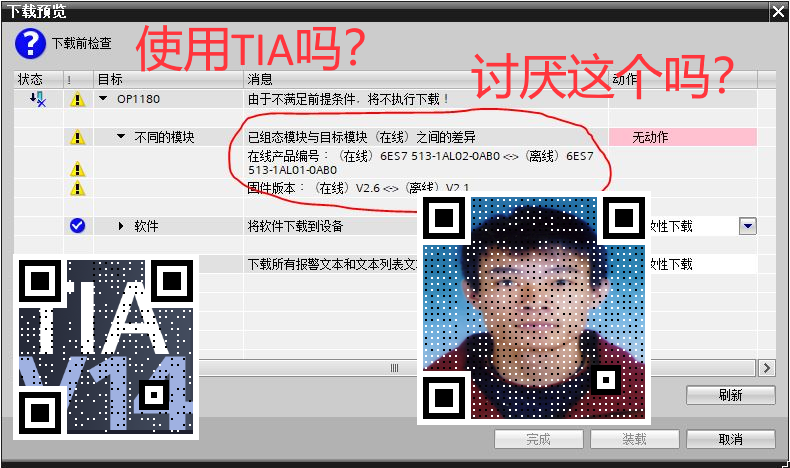 下载预览
使用TIA吗?
下载前检查
讨厌这个吗?
状态 ! 目标 消息 动作
OP1180 由于不满足前提条件，将不执行下载！
不同的模块 已组态模块与目标模块（在线）之间的差异 无动作
在线产品编号：（在线）6ES7 513-1AL02-0AB0 <-> （离线）6ES7
513-1AL01-0AB0
固件版本：（在线）V2.6 <-> （离线）V2.1
软件 将软件下载到设备 性下载
下载所有报警文本和文本列表文 性下载
TIA
V14
刷新
完成 装载 取消